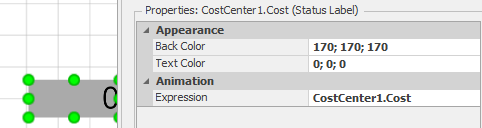 Properties: CostCenter1.Cost (Status Label)
Appearance
Back Color 170; 170; 170
Text Color 0; 0; 0
Animation
Expression CostCenter1.Cost
0